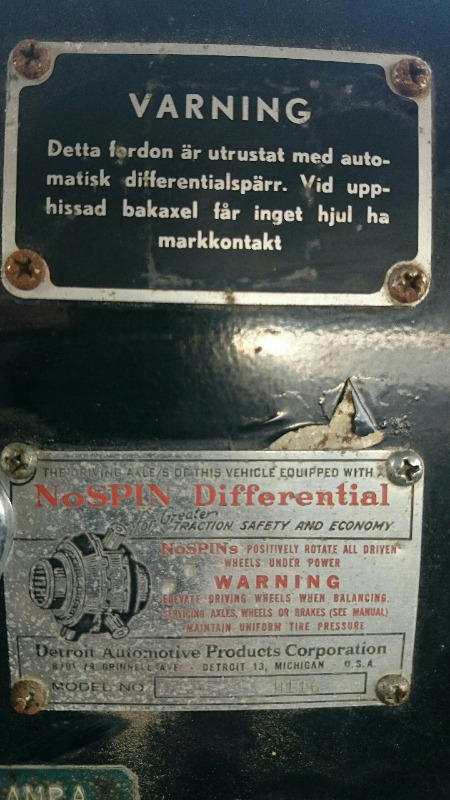 VARNING
Detta fordon är utrustat med auto-
matisk differentialspärr. Vid upp-
hissad bakaxel får inget hjul ha
markkontakt
THE DRIVING AXLE/S OF THIS VEHICLE EQUIPPED WITH
NoSPIN Differential
for Greater TRACTION SAFETY AND ECONOMY
NoSPINs POSITIVELY ROTATE ALL DRIVEN
WHEELS UNDER POWER
WARNING
ELEVATE DRIVING WHEELS WHEN BALANCING,
SERVICING AXLES, WHEELS OR BRAKES (SEE MANUAL)
MAINTAIN UNIFORM TIRE PRESSURE
Detroit Automotive Products Corporation
GRINNELL AVE - DETROIT 13, MICHIGAN U.S.A.
MODEL NO